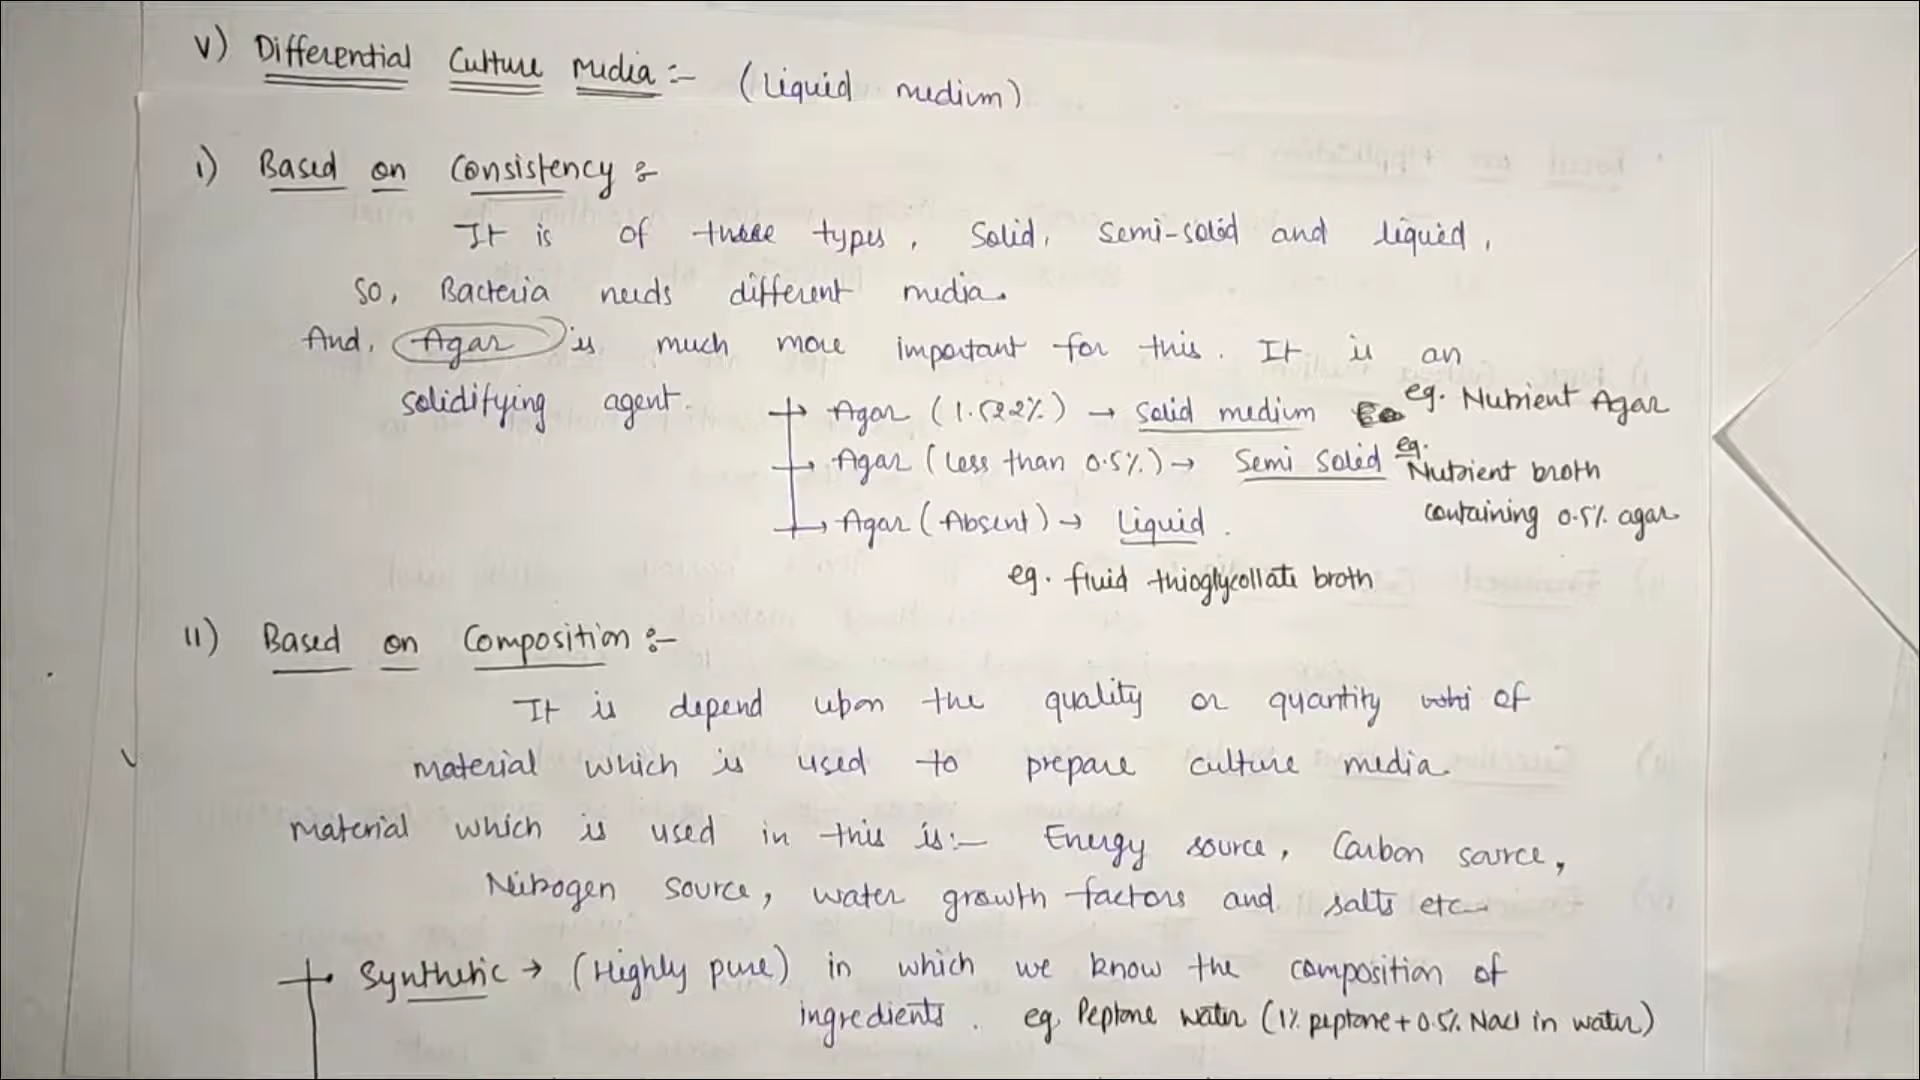 V) Differential Culture Media :- (Liquid medium)
i) Based on Consistency :-
It is of these types, Solid, Semi-solid and liquid,
So, Bacteria needs different media.
And, Agar is much more important for this. It is an
solidifying agent.
→ Agar (1.522%) → Solid medium eg. Nutrient Agar
→ Agar (Less than 0.5%) → Semi Solid eg. Nutrient broth
containing 0.5% agar
→ Agar (Absent) → Liquid.
eg. fluid thioglycollate broth
II) Based on Composition :-
It is depend upon the quality or quantity of
material which is used to prepare culture media.
Material which is used in this is :- Energy source, Carbon source,
Nitrogen source, water growth factors and salts etc
Synthetic → (Highly pure) in which we know the composition of
ingredients. eg. Peptone water (1% peptone + 0.5% Nacl in water)